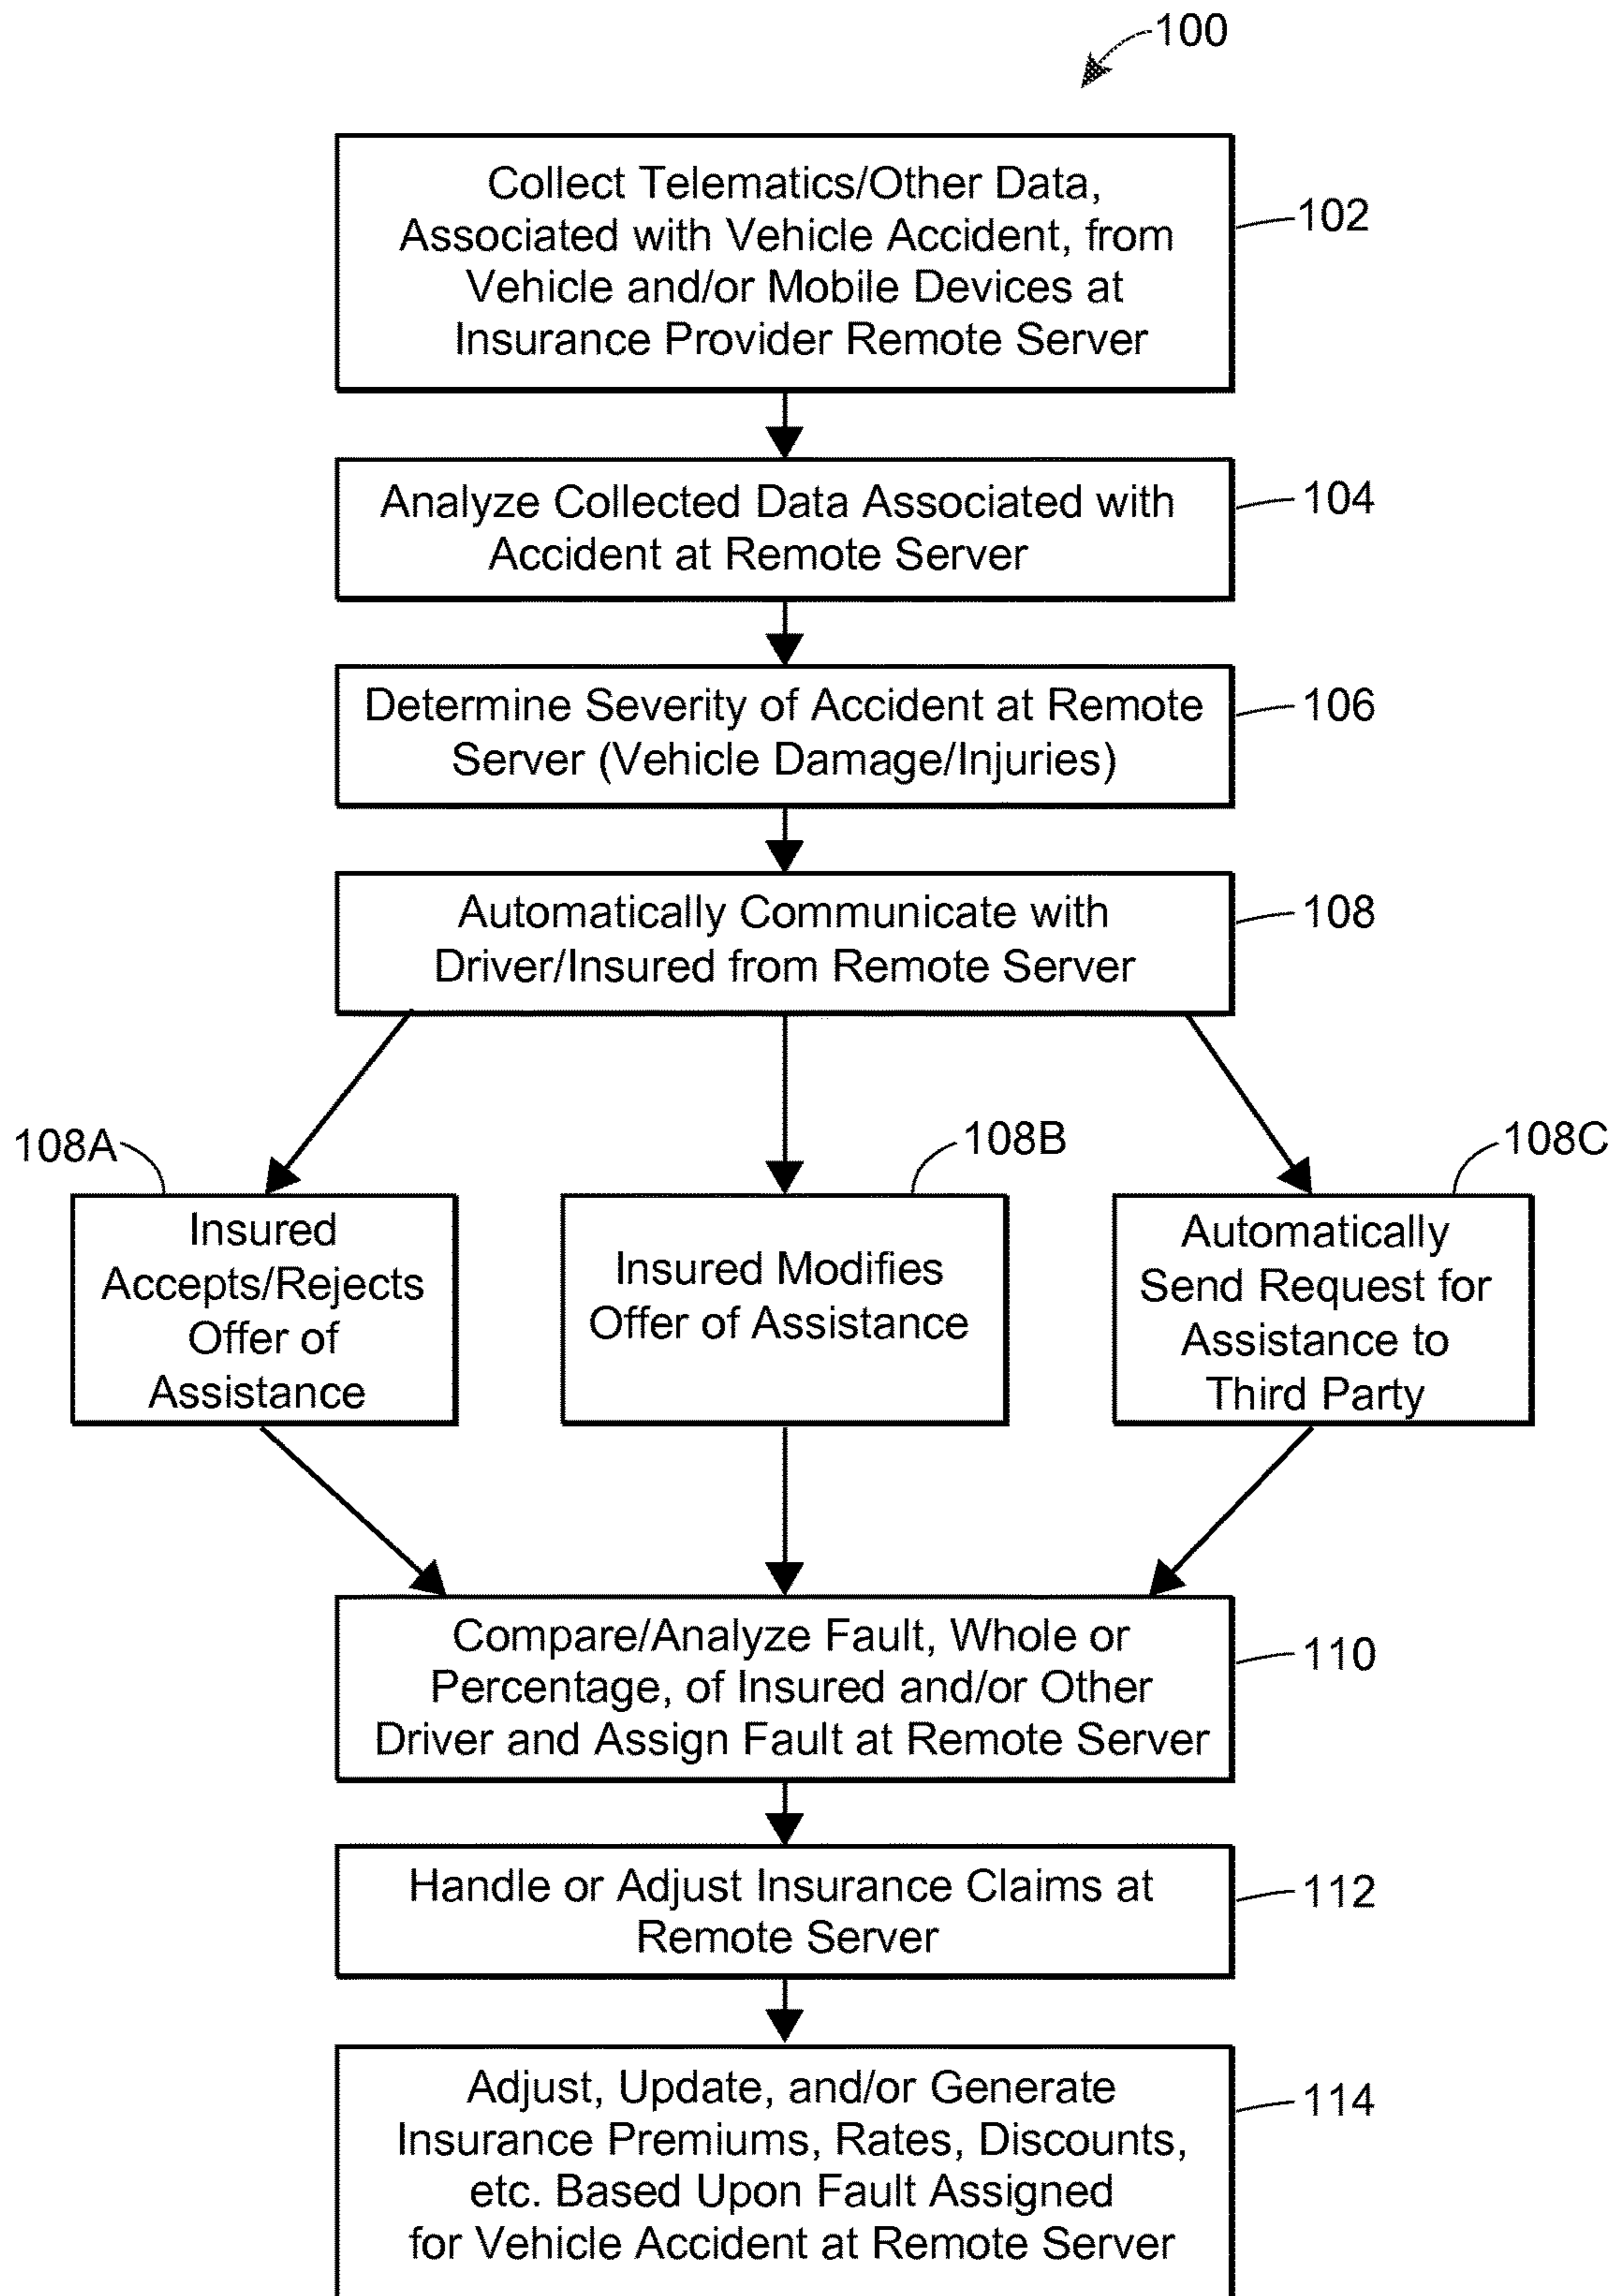 100
Collect Telematics/Other Data,
Associated with Vehicle Accident, from
Vehicle and/or Mobile Devices at
Insurance Provider Remote Server
102
Analyze Collected Data Associated with
Accident at Remote Server
104
Determine Severity of Accident at Remote
Server (Vehicle Damage/Injuries)
106
Automatically Communicate with
Driver/Insured from Remote Server
108
108A
Insured
Accepts/Rejects
Offer of
Assistance
108B
Insured Modifies
Offer of Assistance
108C
Automatically
Send Request for
Assistance to
Third Party
Compare/Analyze Fault, Whole or
Percentage, of Insured and/or Other
Driver and Assign Fault at Remote Server
110
Handle or Adjust Insurance Claims at
Remote Server
112
Adjust, Update, and/or Generate
Insurance Premiums, Rates, Discounts,
etc. Based Upon Fault Assigned
for Vehicle Accident at Remote Server
114